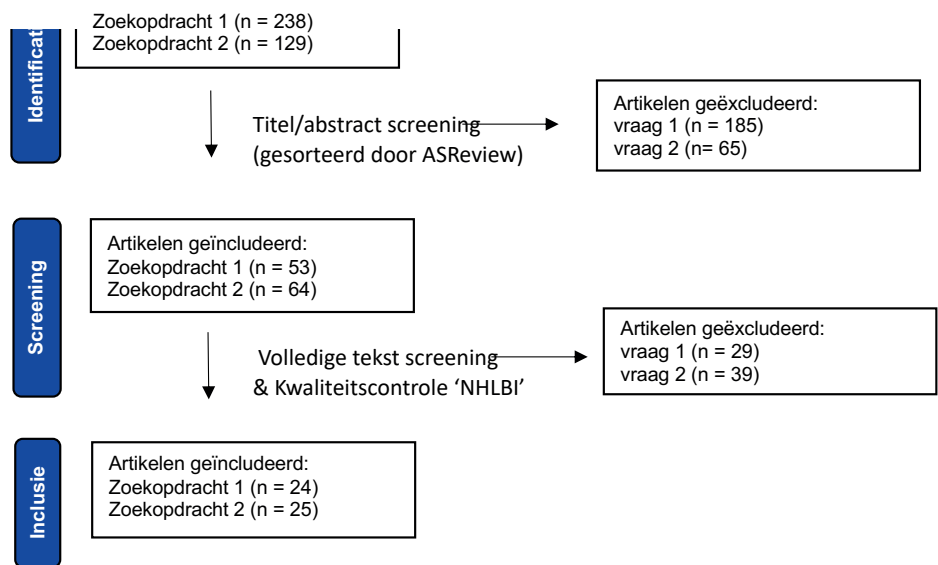 Identificat
Zoekopdracht 1 (n = 238)
Zoekopdracht 2 (n = 129)
Titel/abstract screening
(gesorteerd door ASReview)
Artikelen geëxcludeerd:
vraag 1 (n = 185)
vraag 2 (n= 65)
Screening
Artikelen geïncludeerd:
Zoekopdracht 1 (n = 53)
Zoekopdracht 2 (n = 64)
Volledige tekst screening
& Kwaliteitscontrole ‘NHLBI’
Artikelen geëxcludeerd:
vraag 1 (n = 29)
vraag 2 (n = 39)
Inclusie
Artikelen geïncludeerd:
Zoekopdracht 1 (n = 24)
Zoekopdracht 2 (n = 25)